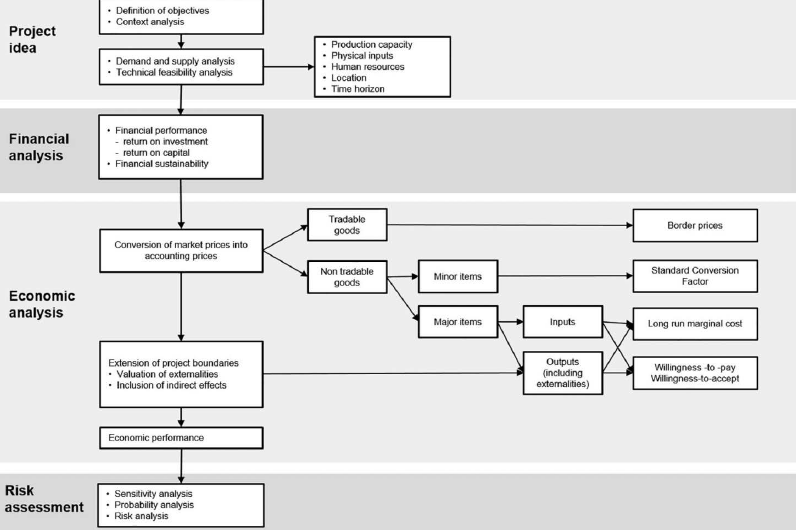 Project
idea
• Definition of objectives
• Context analysis
• Demand and supply analysis
• Technical feasibility analysis
• Production capacity
• Physical inputs
• Human resources
• Location
• Time horizon
Financial
analysis
• Financial performance
- return on investment
- return on capital
• Financial sustainability
Economic
analysis
Conversion of market prices into
accounting prices
Tradable
goods
Border prices
Non tradable
goods
Minor items
Standard Conversion
Factor
Major items
Inputs
Long run marginal cost
Outputs
(including
externalities)
Willingness -to -pay
Willingness-to-accept
Extension of project boundaries
• Valuation of externalities
• Inclusion of indirect effects
Economic performance
Risk
assessment
• Sensitivity analysis
• Probability analysis
• Risk analysis